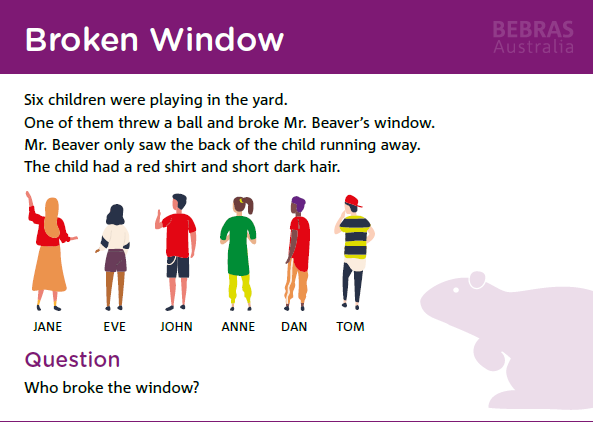 Broken Window
BEBRAS
Australia
Six children were playing in the yard.
One of them threw a ball and broke Mr. Beaver’s window.
Mr. Beaver only saw the back of the child running away.
The child had a red shirt and short dark hair.
JANE EVE JOHN ANNE DAN TOM
Question
Who broke the window?